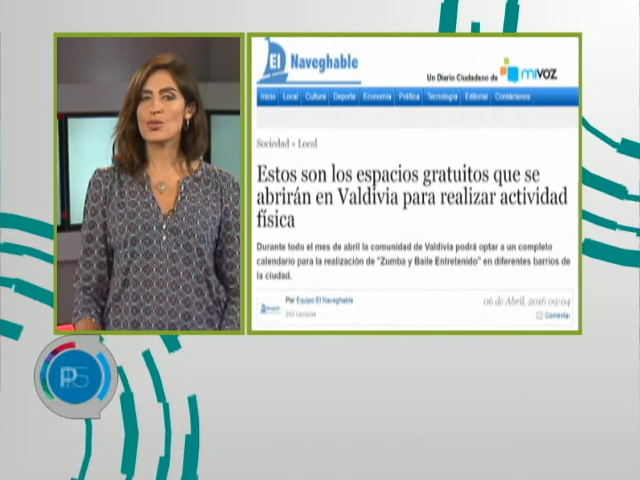 El Naveghable
Un Diario Ciudadano de mivoz
Inicio Local Cultura Deporte Economía Política Tecnología Editorial Contáctenos
Sociedad » Local
Estos son los espacios gratuitos que se
abrirán en Valdivia para realizar actividad
física
Durante todo el mes de abril la comunidad de Valdivia podrá optar a un completo
calendario para la realización de "Zumba y Baile Entretenido" en diferentes barrios de
la ciudad.
Por Equipo El Naveghable
06 de Abril, 2016 09:04
Lecturas
Comentar